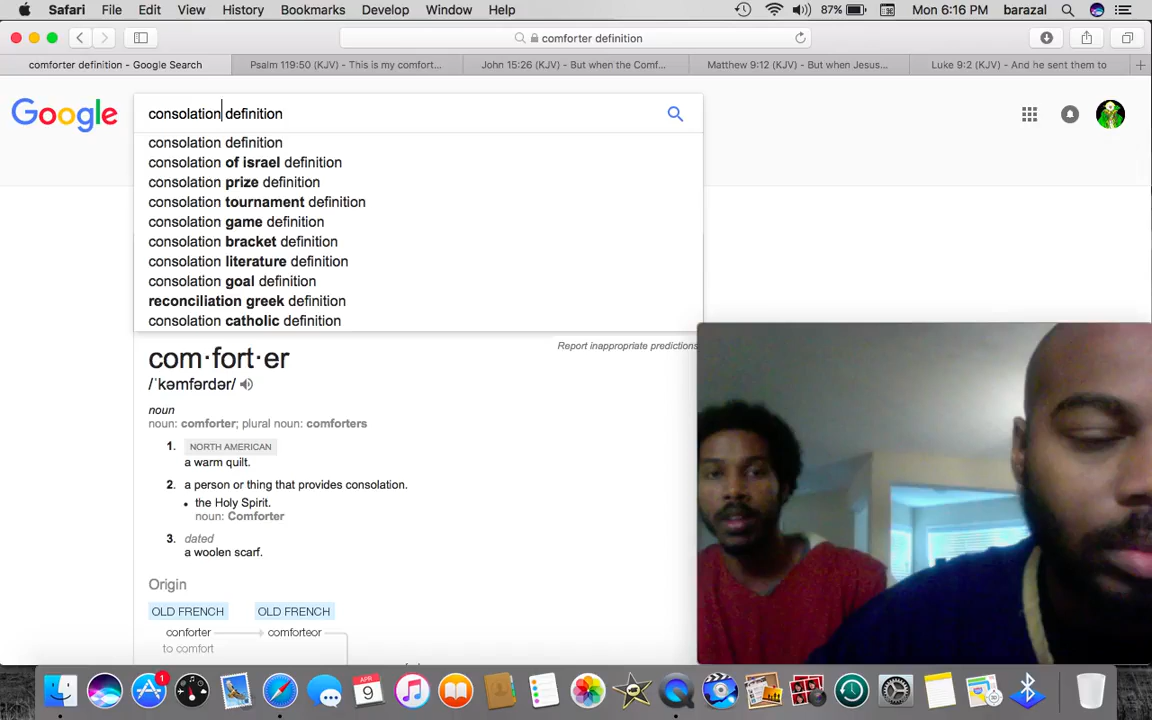 Safari File Edit View History Bookmarks Develop Window Help 87% Mon 6:16 PM barazal
comforter definition
comforter definition - Google Search Psalm 119:50 (KJV) - This is my comfort... John 15:26 (KJV) - But when the Comf... Matthew 9:12 (KJV) - But when Jesus... Luke 9:2 (KJV) - And he sent them to
Google consolation definition
consolation definition
consolation of israel definition
consolation prize definition
consolation tournament definition
consolation game definition
consolation bracket definition
consolation literature definition
consolation goal definition
reconciliation greek definition
consolation catholic definition
Report inappropriate predictions
com·fort·er
/ˈkəmfərdər/
noun
noun: comforter; plural noun: comforters
1. NORTH AMERICAN
a warm quilt.
2. a person or thing that provides consolation.
• the Holy Spirit.
noun: Comforter
3. dated
a woolen scarf.
Origin
OLD FRENCH OLD FRENCH
conforter comforteor
to comfort
1
APR
9